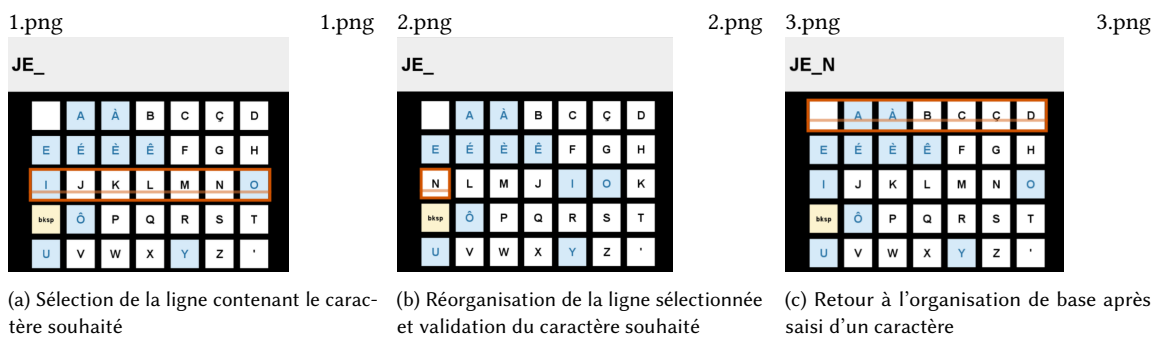 1.png 1.png 2.png 2.png 3.png 3.png
JE_
A À B C Ç D
E É È Ê F G H
I J K L M N O
bksp Ô P Q R S T
U V W X Y Z '
(a) Sélection de la ligne contenant le carac-
tère souhaité
JE_
A À B C Ç D
E É È Ê F G H
N L M J I O K
bksp Ô P Q R S T
U V W X Y Z '
(b) Réorganisation de la ligne sélectionnée
et validation du caractère souhaité
JE_N
A À B C Ç D
E É È Ê F G H
I J K L M N O
bksp Ô P Q R S T
U V W X Y Z '
(c) Retour à l'organisation de base après
saisi d'un caractère